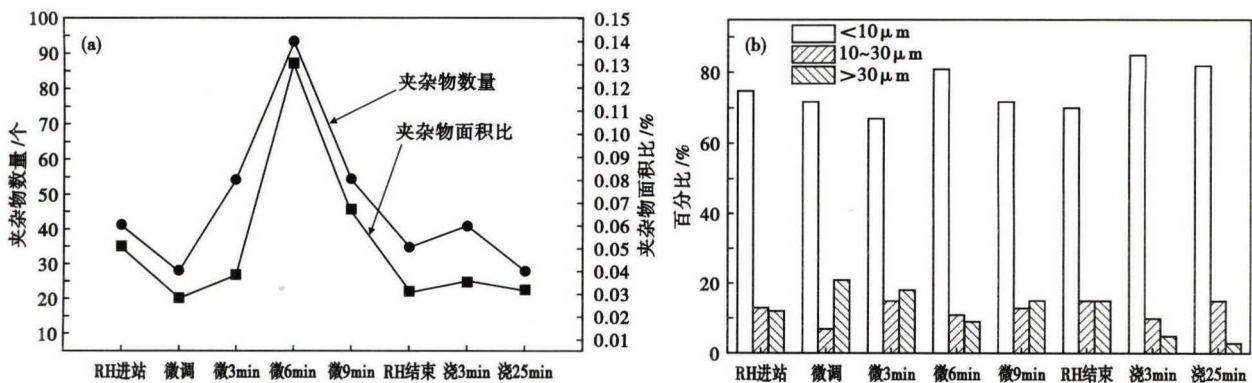 (a)
夹杂物数量/个
100
90
80
70
60
50
40
30
20
10
夹杂物数量
夹杂物面积比
0.15
0.14
0.13
0.12
0.11
0.10
0.09
0.08
0.07
0.06
0.05
0.04
0.03
0.02
0.01
夹杂物面积比/%
RH进站 微调 微3min 微6min 微9min RH结束 浇3min 浇25min
(b)
<10μm
10~30μm
>30μm
百分比/%
80
60
40
20
0
RH进站 微调 微3min 微6min 微9min RH结束 浇3min 浇25min